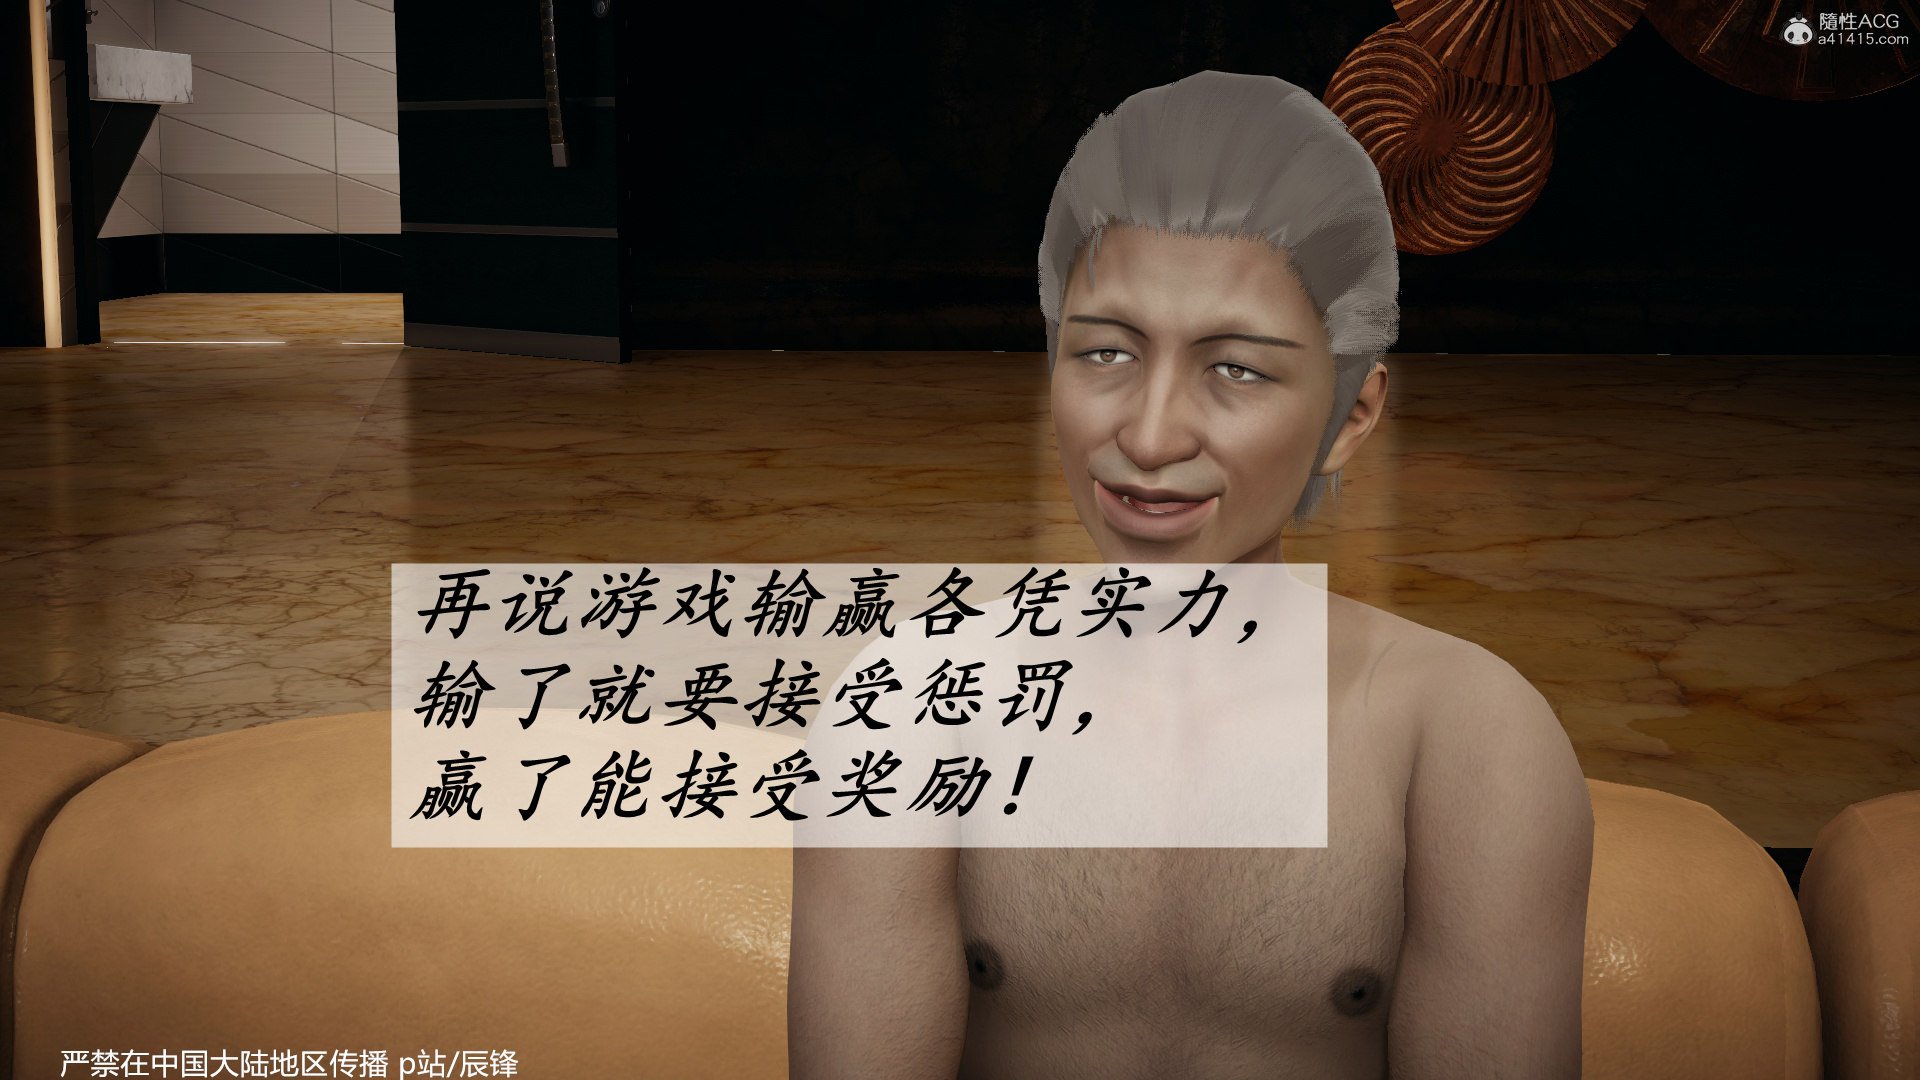 隨性ACG
a41415.com
再说游戏输赢各凭实力，
输了就要接受惩罚，
赢了能接受奖励！
严禁在中国大陆地区传播 p站/辰锋